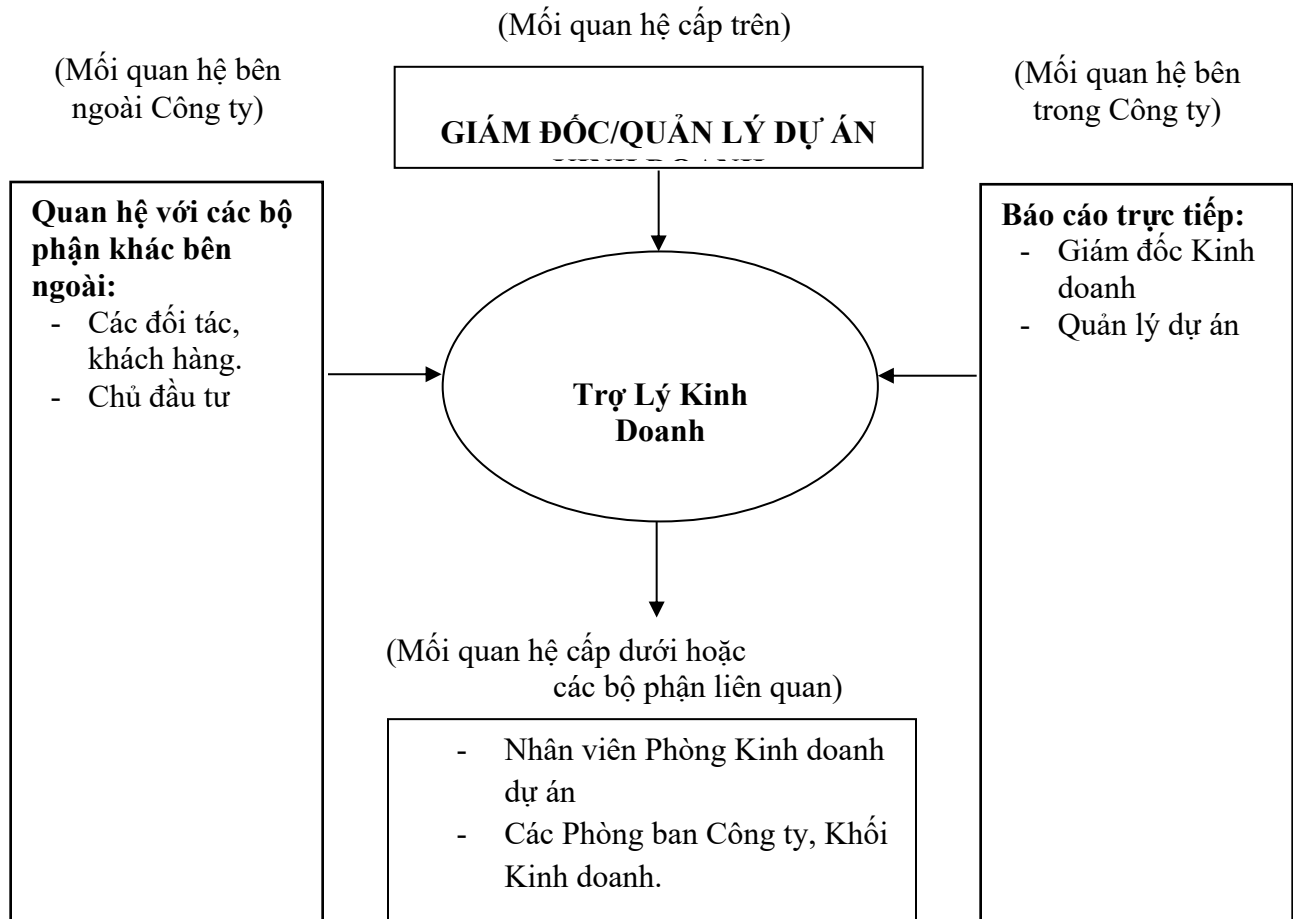 (Mối quan hệ cấp trên)
(Mối quan hệ bên
ngoài Công ty)
(Mối quan hệ bên
trong Công ty)
GIÁM ĐỐC/QUẢN LÝ DỰ ÁN
Quan hệ với các bộ
phận khác bên
ngoài:
- Các đối tác,
khách hàng.
- Chủ đầu tư
Báo cáo trực tiếp:
- Giám đốc Kinh
doanh
- Quản lý dự án
Trợ Lý Kinh
Doanh
(Mối quan hệ cấp dưới hoặc
các bộ phận liên quan)
- Nhân viên Phòng Kinh doanh
dự án
- Các Phòng ban Công ty, Khối
Kinh doanh.